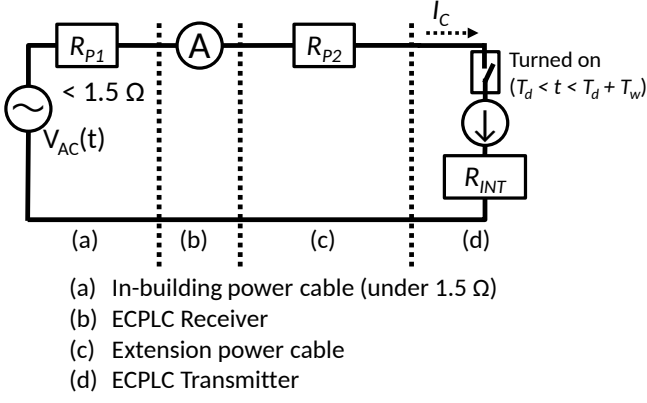 I_C
R_P1
A
R_P2
Turned on
(T_d < t < T_d + T_w)
< 1.5 Ω
~
V_AC(t)
R_INT
(a) (b) (c) (d)
(a) In-building power cable (under 1.5 Ω)
(b) ECPLC Receiver
(c) Extension power cable
(d) ECPLC Transmitter